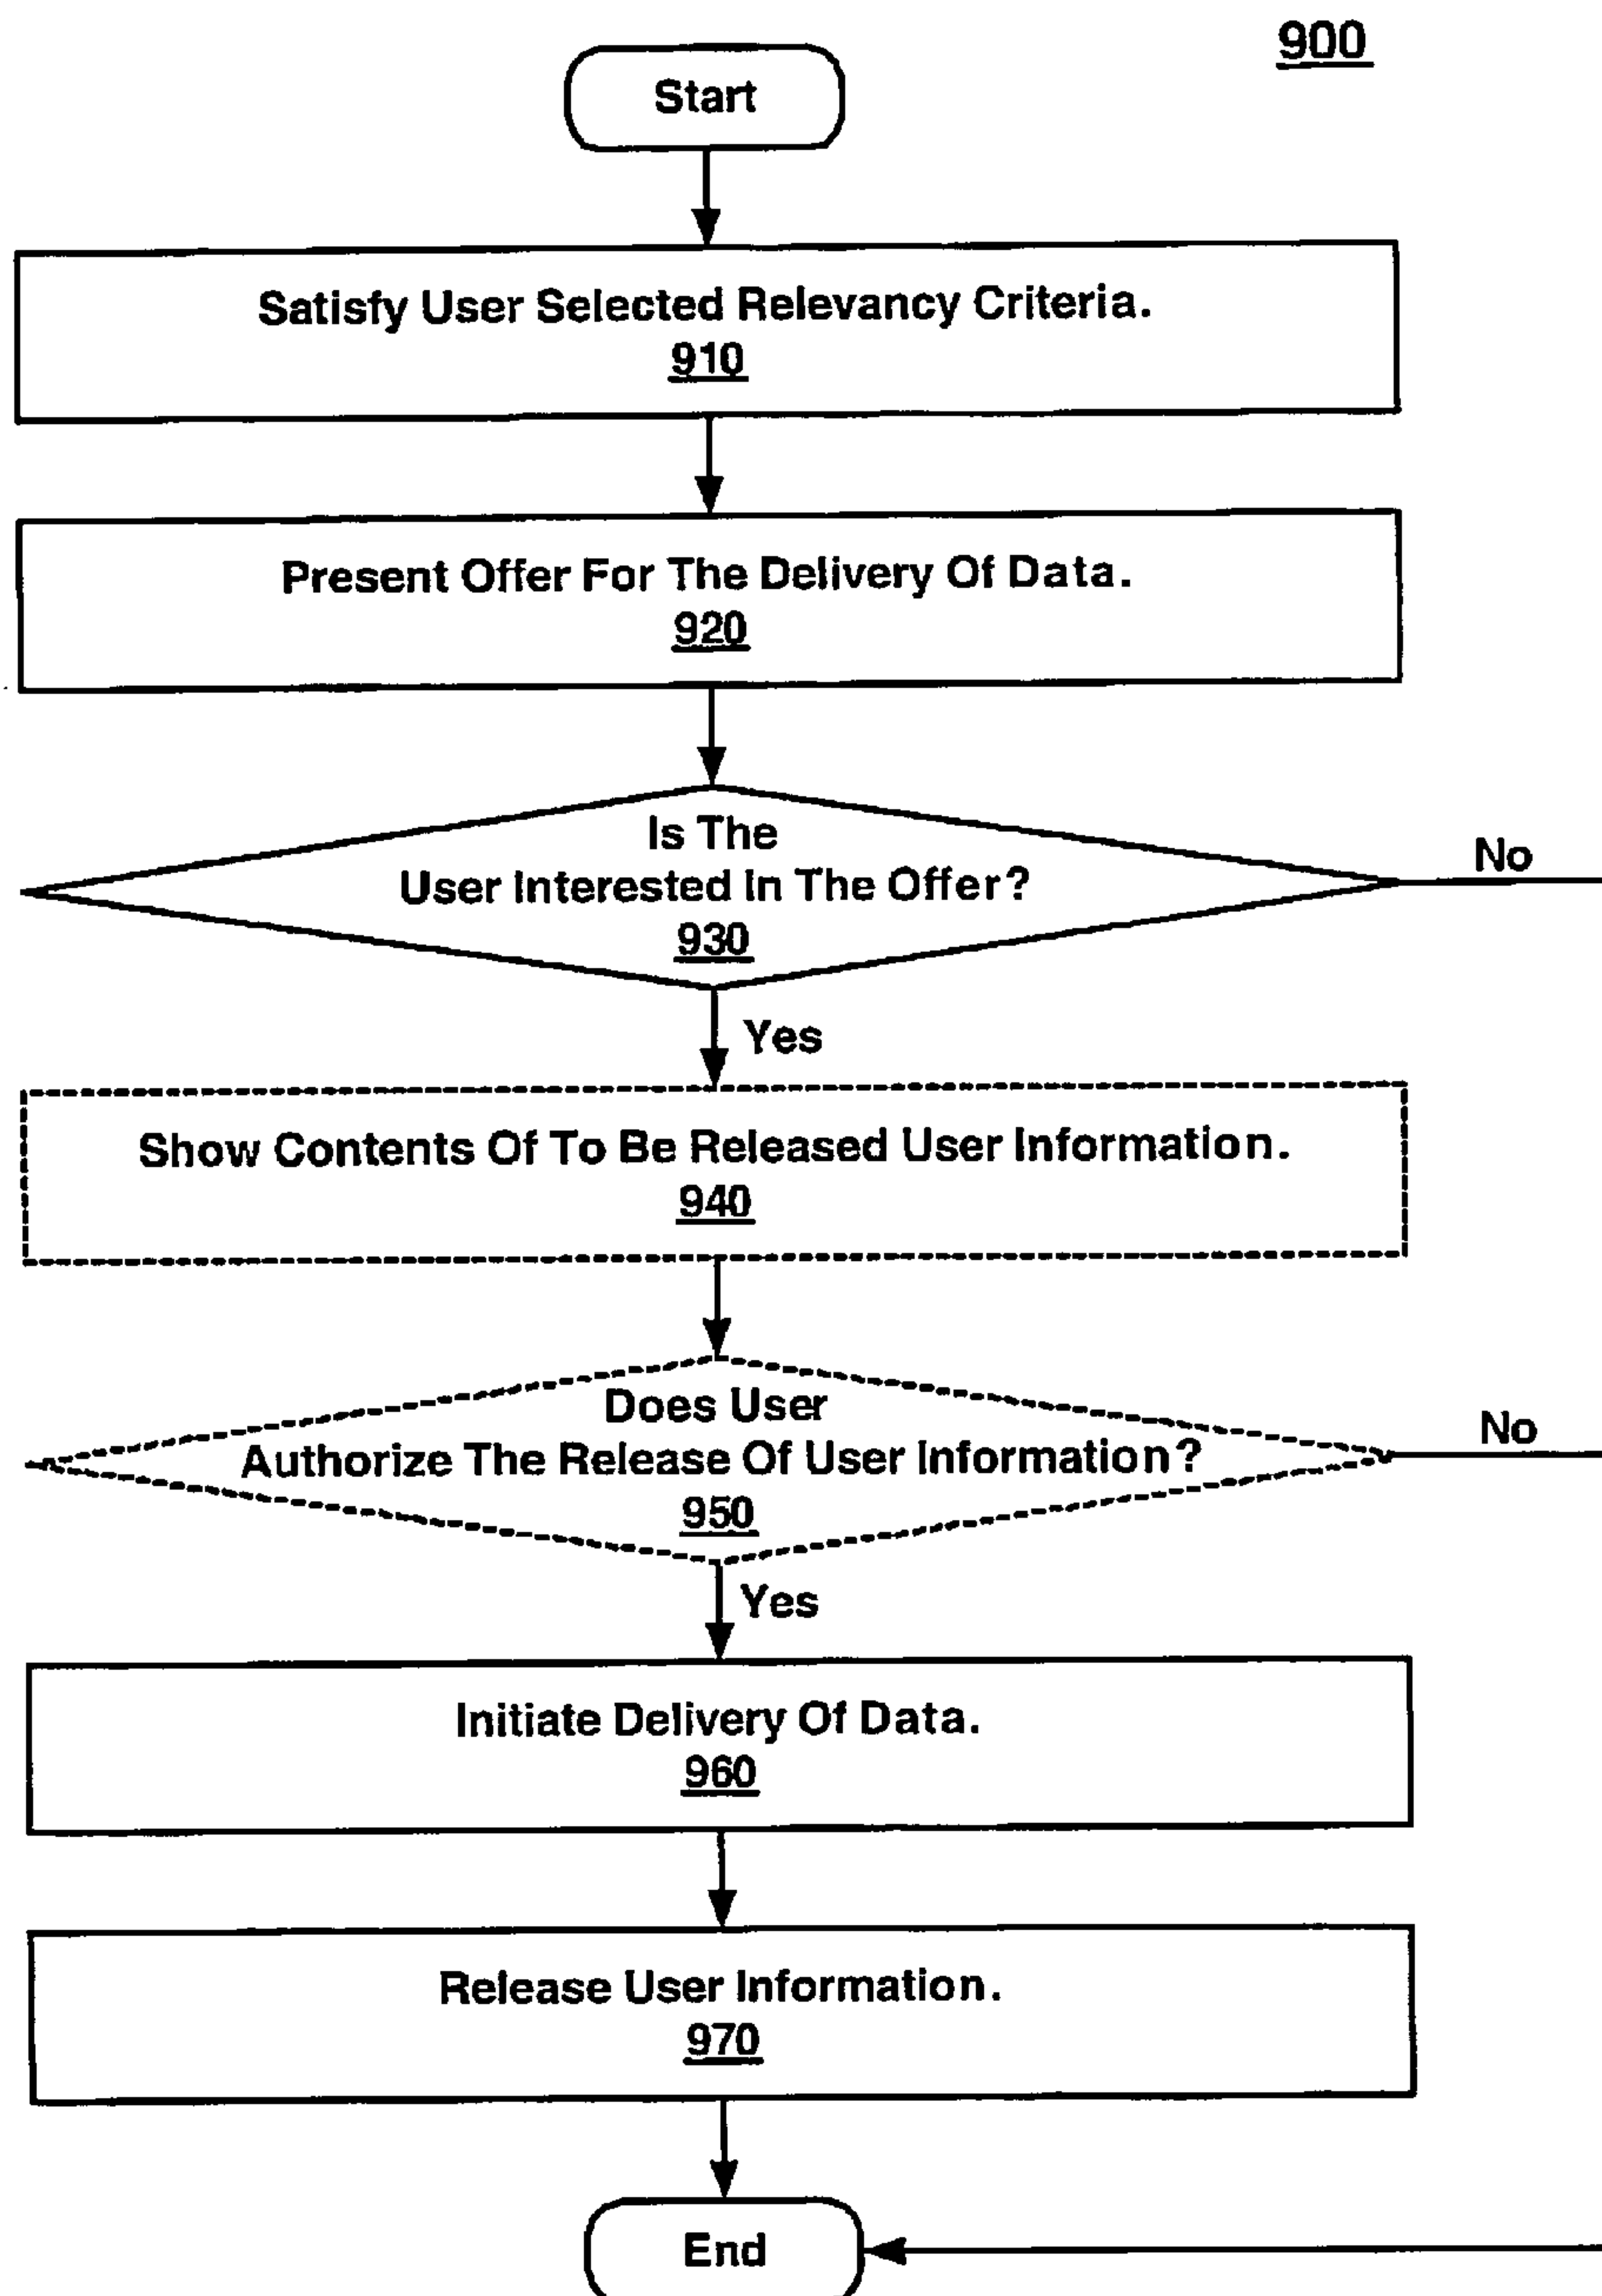 900
Start
Satisfy User Selected Relevancy Criteria.
910
Present Offer For The Delivery Of Data.
920
Is The
User Interested In The Offer?
930
No
Yes
Show Contents Of To Be Released User Information.
940
Does User
Authorize The Release Of User Information?
950
No
Yes
Initiate Delivery Of Data.
960
Release User Information.
970
End